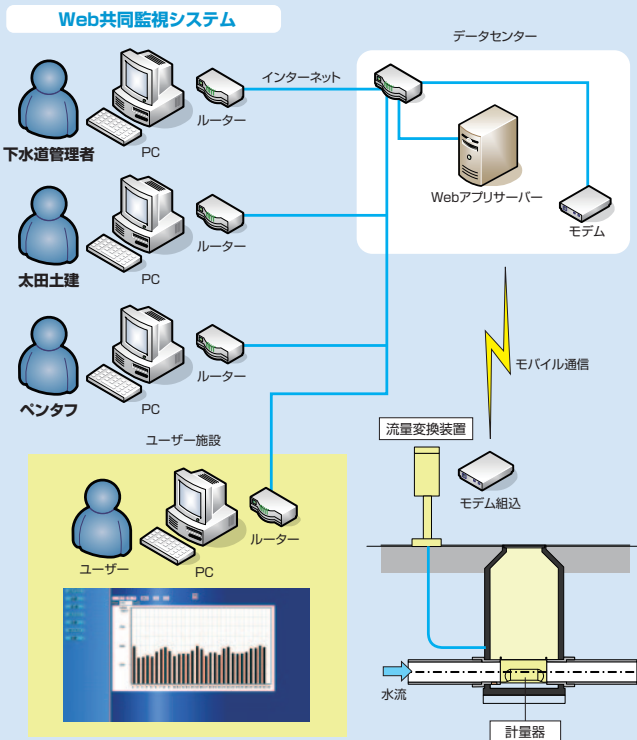 Web共同監視システム
データセンター
インターネット
ルーター
下水道管理者
PC
Webアプリサーバー
モデム
ルーター
太田土建
PC
ルーター
モバイル通信
ペンタフ
PC
ユーザー施設
流量変換装置
モデム組込
ルーター
ユーザー
PC
水流
計量器